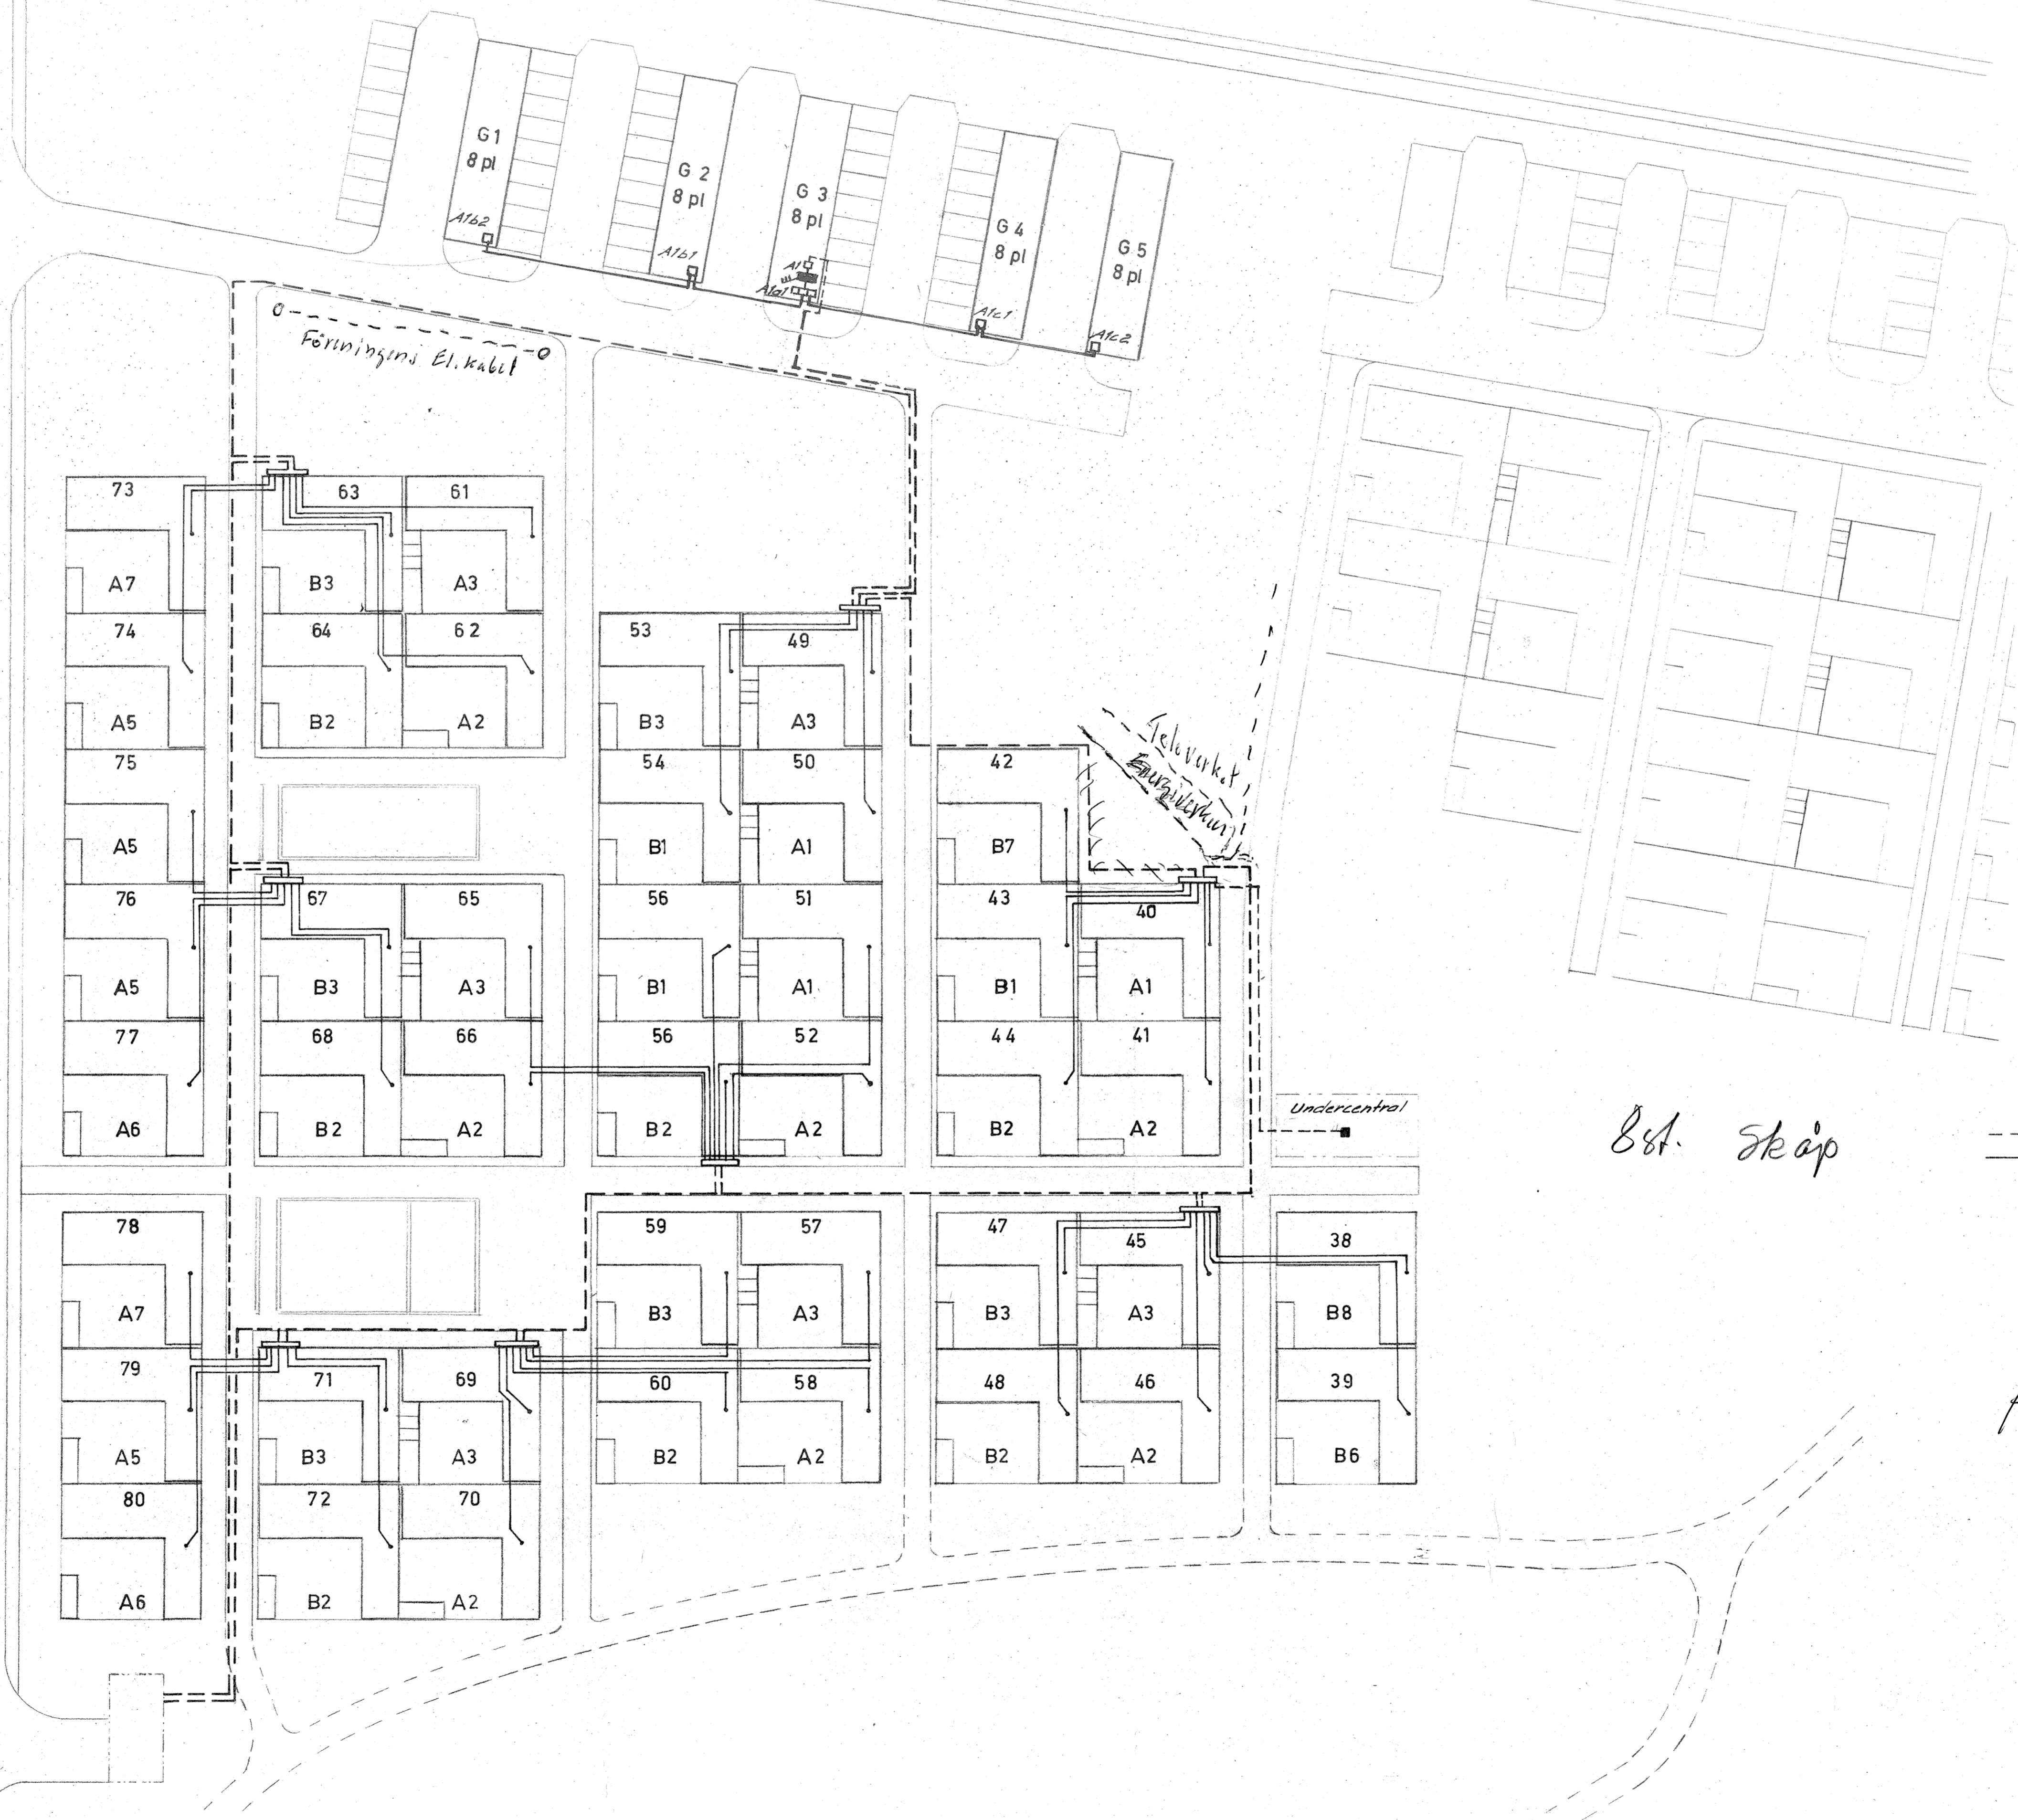 G1
8 pl
G 2
8 pl
G 3
8 pl
G 4
8 pl
G 5
8 pl
A1b2
A1b1
A1
A1a1
A1c1
A1c2
Föreningens El.kabel
73
63
61
A7
B3
A3
74
64
62
A5
B2
A2
53
49
B3
A3
75
54
50
42
Televerket
Energiverket
A5
B1
A1
B7
76
67
65
56
51
43
40
A5
B3
A3
B1
A1
B1
A1
77
68
66
56
52
44
41
A6
B2
A2
B2
A2
B2
A2
Undercentral
8st. Skåp
78
59
57
47
45
38
A7
B3
A3
B3
A3
B8
79
71
69
60
58
48
46
39
A5
B3
A3
B2
A2
B2
A2
B6
80
72
70
A6
B2
A2